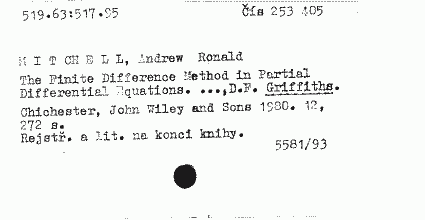 519.63:517.95 Čís 253 405
M I T C H E L L, Andrew Ronald
The Finite Difference Method in Partial
Differential Equations. ...,D.F. Griffiths.
Chichester, John Wiley and Sons 1980. 12,
272 s.
Rejstř. a lit. na konci knihy.
5581/93